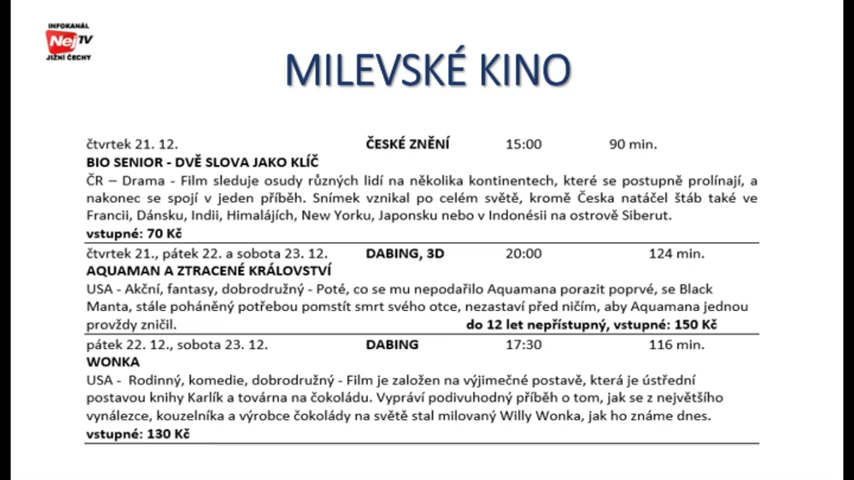 INFOKANÁL
Nej TV
JIŽNÍ ČECHY
MILEVSKÉ KINO
čtvrtek 21. 12. ČESKÉ ZNĚNÍ 15:00 90 min.
BIO SENIOR - DVĚ SLOVA JAKO KLÍČ
ČR – Drama - Film sleduje osudy různých lidí na několika kontinentech, které se postupně prolínají, a
nakonec se spojí v jeden příběh. Snímek vznikal po celém světě, kromě Česka natáčel štáb také ve
Francii, Dánsku, Indii, Himalájích, New Yorku, Japonsku nebo v Indonésii na ostrově Siberut.
vstupné: 70 Kč
čtvrtek 21., pátek 22. a sobota 23. 12. DABING, 3D 20:00 124 min.
AQUAMAN A ZTRACENÉ KRÁLOVSTVÍ
USA - Akční, fantasy, dobrodružný - Poté, co se mu nepodařilo Aquamana porazit poprvé, se Black
Manta, stále poháněný potřebou pomstít smrt svého otce, nezastaví před ničím, aby Aquamana jednou
provždy zničil. do 12 let nepřístupný, vstupné: 150 Kč
pátek 22. 12., sobota 23. 12. DABING 17:30 116 min.
WONKA
USA - Rodinný, komedie, dobrodružný - Film je založen na výjimečné postavě, která je ústřední
postavou knihy Karlík a továrna na čokoládu. Vypráví podivuhodný příběh o tom, jak se z největšího
vynálezce, kouzelníka a výrobce čokolády na světě stal milovaný Willy Wonka, jak ho známe dnes.
vstupné: 130 Kč